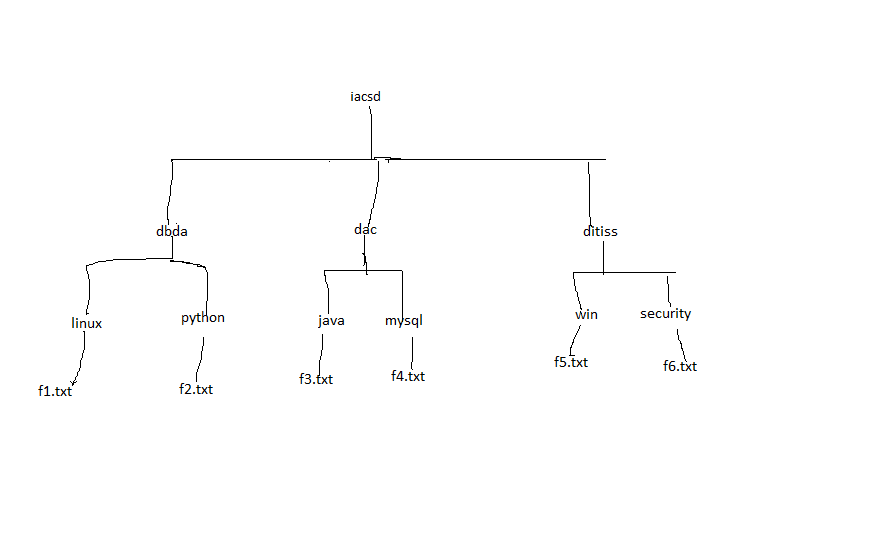 iacsd
dbda
dac
ditiss
linux
python
java
mysql
win
security
f1.txt
f2.txt
f3.txt
f4.txt
f5.txt
f6.txt